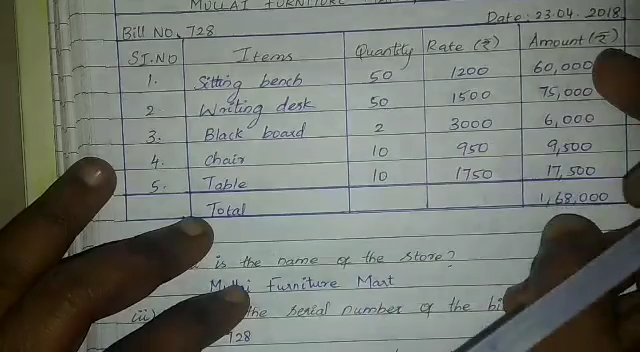 MULLAI FURNITURE
Bill No. 728 Date: 23.04.2018
Sl.No Items Quantity Rate (₹) Amount (₹)
1. Sitting bench 50 1200 60,000
2. Writing desk 50 1500 75,000
3. Black board 2 3000 6,000
4. chair 10 950 9,500
5. Table 10 1750 17,500
Total 1,68,000
is the name of the store?
Mullai Furniture Mart
iii) the serial number of the bi
728